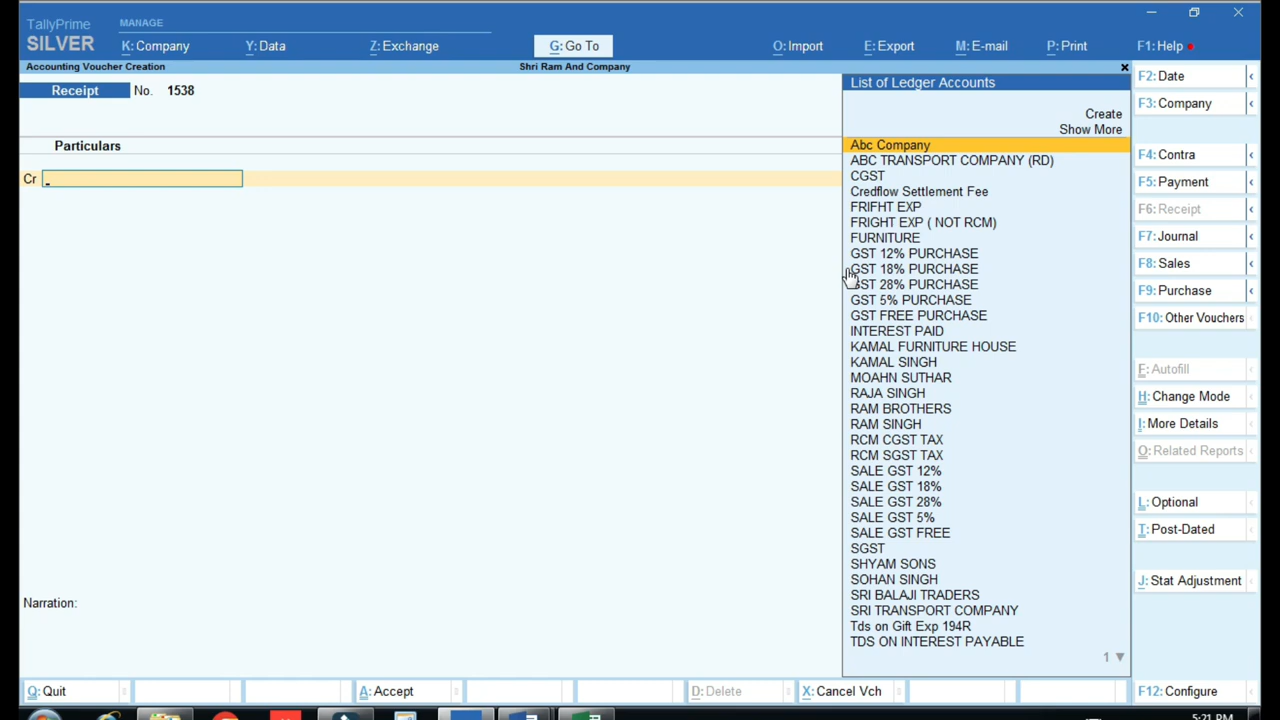 TallyPrime
MANAGE
SILVER
K: Company
Y: Data
Z: Exchange
G: Go To
O: Import
E: Export
M: E-mail
P: Print
F1: Help
Accounting Voucher Creation
Shri Ram And Company
Receipt
No.
1538
Particulars
Cr
Narration:
List of Ledger Accounts
Create
Show More
Abc Company
ABC TRANSPORT COMPANY (RD)
CGST
Credflow Settlement Fee
FRIFHT EXP
FRIGHT EXP ( NOT RCM)
FURNITURE
GST 12% PURCHASE
GST 18% PURCHASE
GST 28% PURCHASE
GST 5% PURCHASE
GST FREE PURCHASE
INTEREST PAID
KAMAL FURNITURE HOUSE
KAMAL SINGH
MOAHN SUTHAR
RAJA SINGH
RAM BROTHERS
RAM SINGH
RCM CGST TAX
RCM SGST TAX
SALE GST 12%
SALE GST 18%
SALE GST 28%
SALE GST 5%
SALE GST FREE
SGST
SHYAM SONS
SOHAN SINGH
SRI BALAJI TRADERS
SRI TRANSPORT COMPANY
Tds on Gift Exp 194R
TDS ON INTEREST PAYABLE
1 ▼
F2: Date
F3: Company
F4: Contra
F5: Payment
F6: Receipt
F7: Journal
F8: Sales
F9: Purchase
F10: Other Vouchers
F: Autofill
H: Change Mode
I: More Details
O: Related Reports
L: Optional
T: Post-Dated
J: Stat Adjustment
Q: Quit
A: Accept
D: Delete
X: Cancel Vch
F12: Configure
5:21 PM